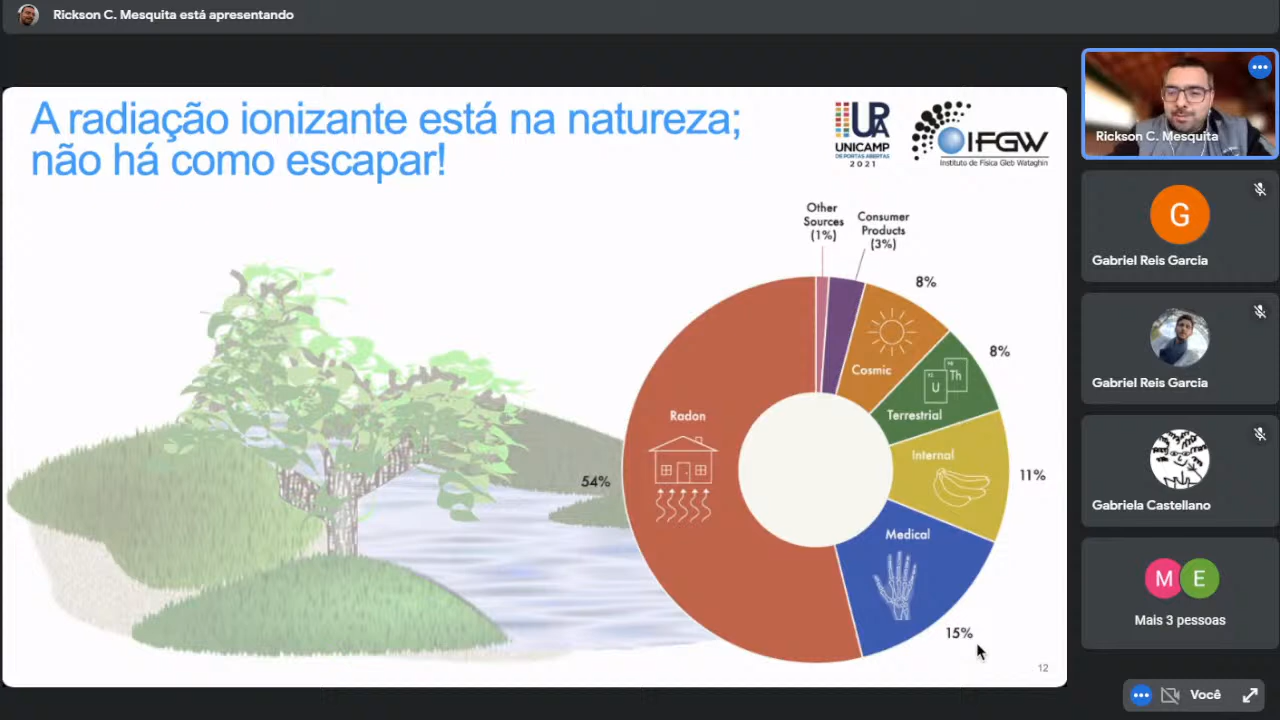 Rickson C. Mesquita está apresentando
A radiação ionizante está na natureza;
não há como escapar!
UPA
UNICAMP
DE PORTAS ABERTAS
2021
IFGW
Instituto de Física Gleb Wataghin
Other
Sources
(1%)
Consumer
Products
(3%)
8%
Cosmic
8%
U
Th
Terrestrial
Internal
11%
Radon
54%
Medical
15%
12
Rickson C. Mesquita
G
Gabriel Reis Garcia
Gabriel Reis Garcia
Gabriela Castellano
M E
Mais 3 pessoas
Você